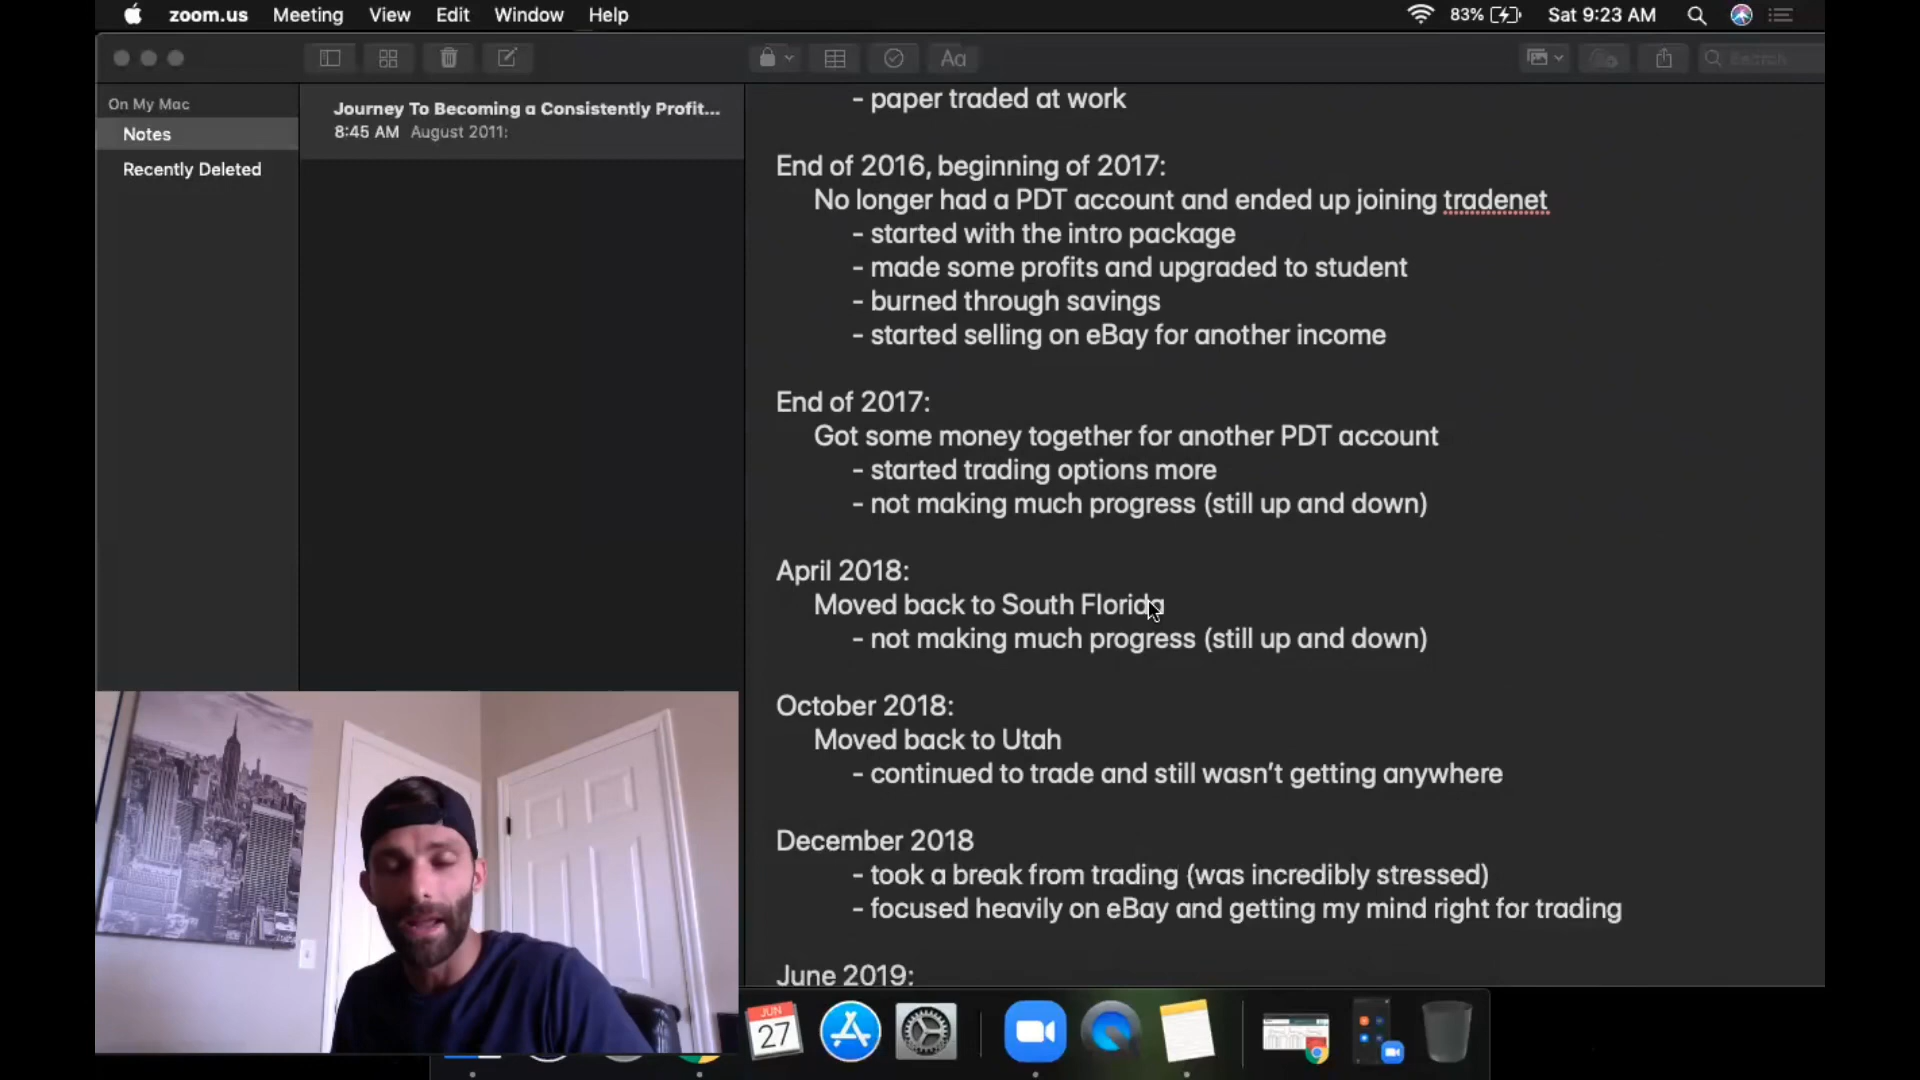 zoom.us Meeting View Edit Window Help
83% Sat 9:23 AM
Aa
Search
On My Mac
Notes
Recently Deleted
Journey To Becoming a Consistently Profit...
8:45 AM August 2011:
- paper traded at work
End of 2016, beginning of 2017:
No longer had a PDT account and ended up joining tradenet
- started with the intro package
- made some profits and upgraded to student
- burned through savings
- started selling on eBay for another income
End of 2017:
Got some money together for another PDT account
- started trading options more
- not making much progress (still up and down)
April 2018:
Moved back to South Florida
- not making much progress (still up and down)
October 2018:
Moved back to Utah
- continued to trade and still wasn't getting anywhere
December 2018
- took a break from trading (was incredibly stressed)
- focused heavily on eBay and getting my mind right for trading
June 2019:
JUN
27